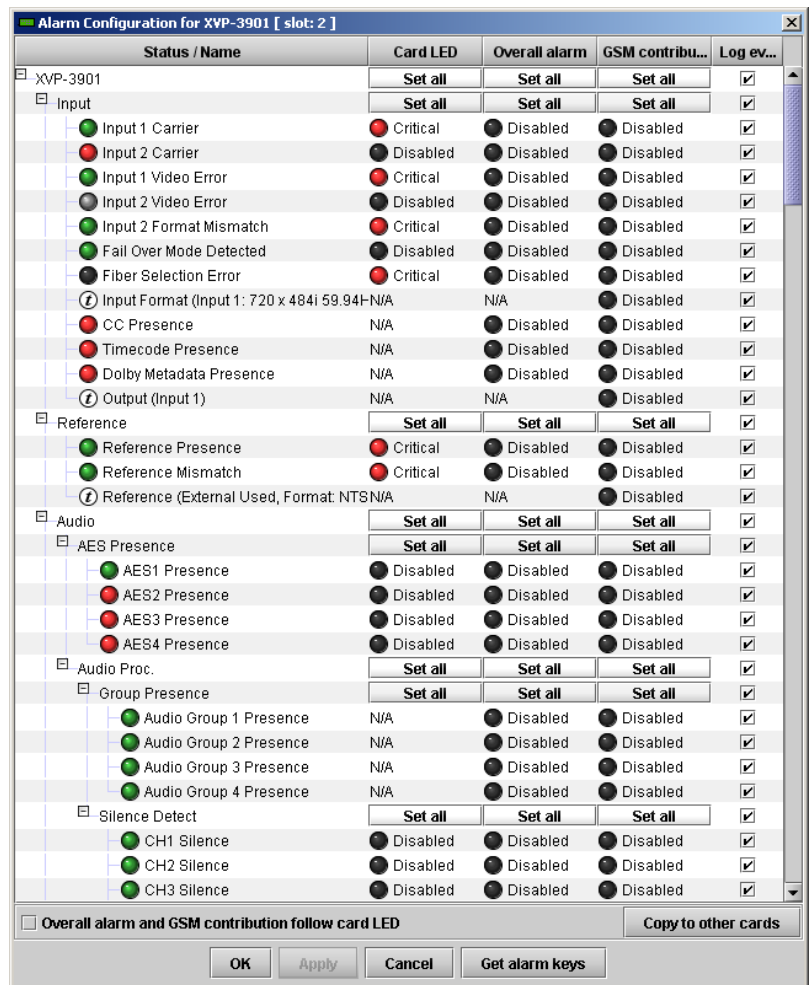 Alarm Configuration for XVP-3901 [ slot: 2 ]
Status / Name Card LED Overall alarm GSM contribu... Log ev...
XVP-3901 Set all Set all Set all
Input Set all Set all Set all
Input 1 Carrier Critical Disabled Disabled
Input 2 Carrier Disabled Disabled Disabled
Input 1 Video Error Critical Disabled Disabled
Input 2 Video Error Disabled Disabled Disabled
Input 2 Format Mismatch Critical Disabled Disabled
Fail Over Mode Detected Disabled Disabled Disabled
Fiber Selection Error Critical Disabled Disabled
t Input Format (Input 1: 720 x 484i 59.94H N/A N/A Disabled
CC Presence N/A Disabled Disabled
Timecode Presence N/A Disabled Disabled
Dolby Metadata Presence N/A Disabled Disabled
t Output (Input 1) N/A N/A Disabled
Reference Set all Set all Set all
Reference Presence Critical Disabled Disabled
Reference Mismatch Critical Disabled Disabled
t Reference (External Used, Format: NTS N/A N/A Disabled
Audio Set all Set all Set all
AES Presence Set all Set all Set all
AES1 Presence Disabled Disabled Disabled
AES2 Presence Disabled Disabled Disabled
AES3 Presence Disabled Disabled Disabled
AES4 Presence Disabled Disabled Disabled
Audio Proc. Set all Set all Set all
Group Presence Set all Set all Set all
Audio Group 1 Presence N/A Disabled Disabled
Audio Group 2 Presence N/A Disabled Disabled
Audio Group 3 Presence N/A Disabled Disabled
Audio Group 4 Presence N/A Disabled Disabled
Silence Detect Set all Set all Set all
CH1 Silence Disabled Disabled Disabled
CH2 Silence Disabled Disabled Disabled
CH3 Silence Disabled Disabled Disabled
Overall alarm and GSM contribution follow card LED Copy to other cards
OK Apply Cancel Get alarm keys